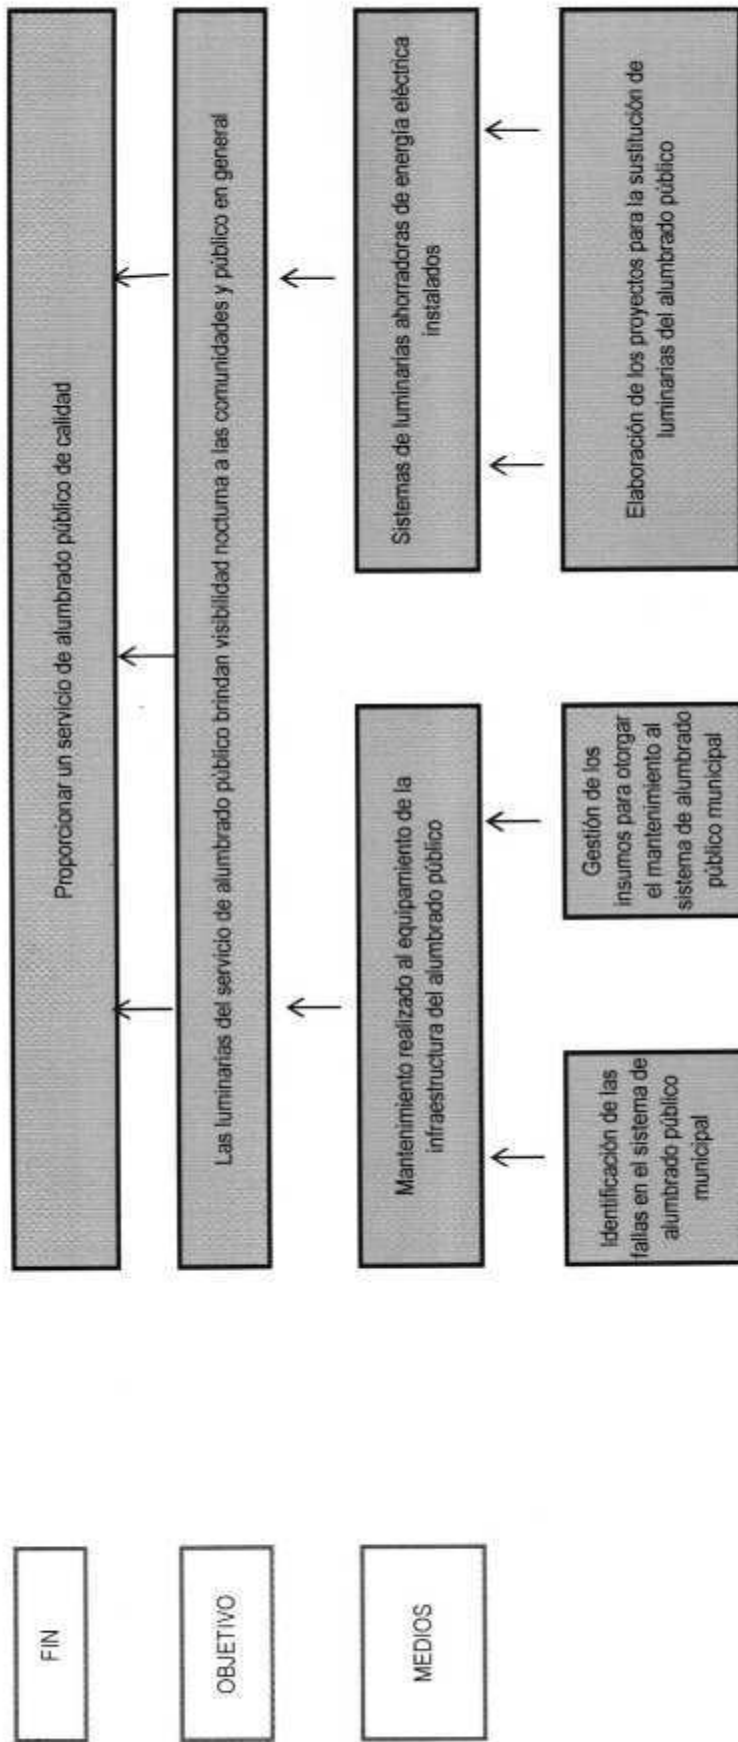 FIN
Proporcionar un servicio de alumbrado público de calidad
OBJETIVO
Las luminarias del servicio de alumbrado público brindan visibilidad nocturna a las comunidades y público en general
MEDIOS
Mantenimiento realizado al equipamiento de la
infraestructura del alumbrado público
Sistemas de luminarias ahorradoras de energía eléctrica
instalados
Identificación de las
fallas en el sistema de
alumbrado público
municipal
Gestión de los
insumos para otorgar
el mantenimiento al
sistema de alumbrado
público municipal
Elaboración de los proyectos para la sustitución de
luminarias del alumbrado público